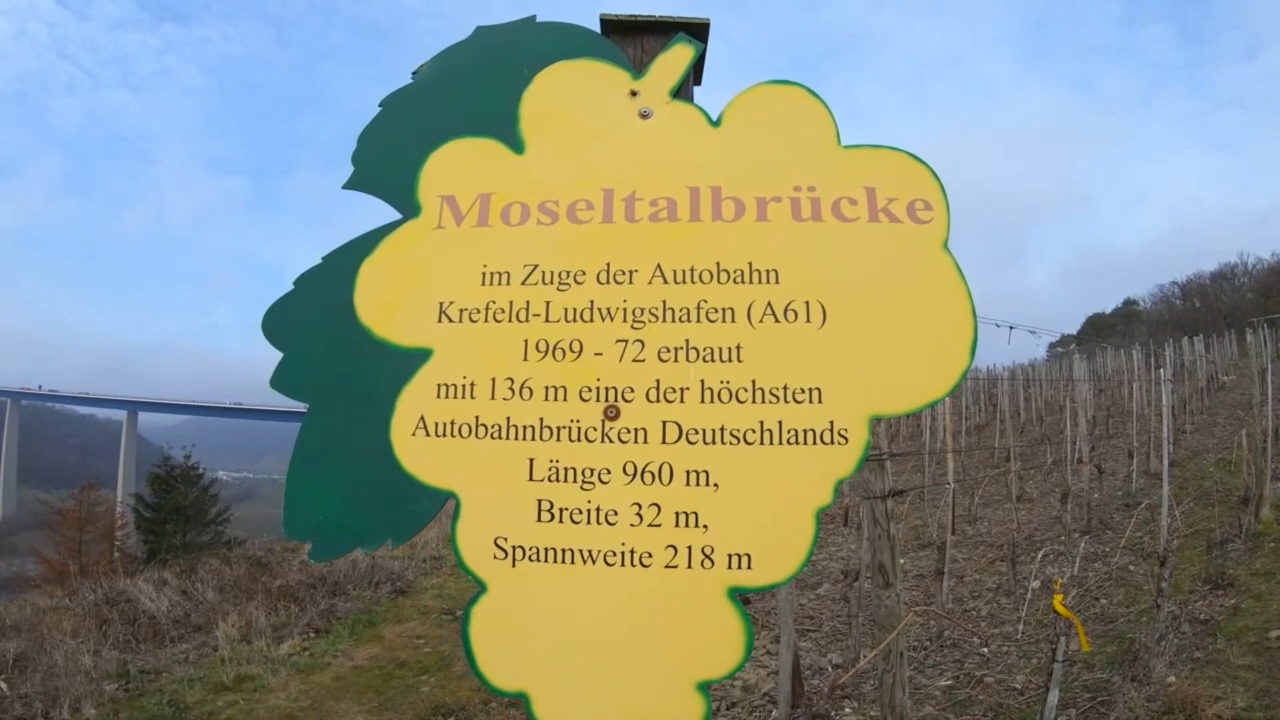 Moseltalbrücke
im Zuge der Autobahn
Krefeld-Ludwigshafen (A61)
1969 - 72 erbaut
mit 136 m eine der höchsten
Autobahnbrücken Deutschlands
Länge 960 m,
Breite 32 m,
Spannweite 218 m